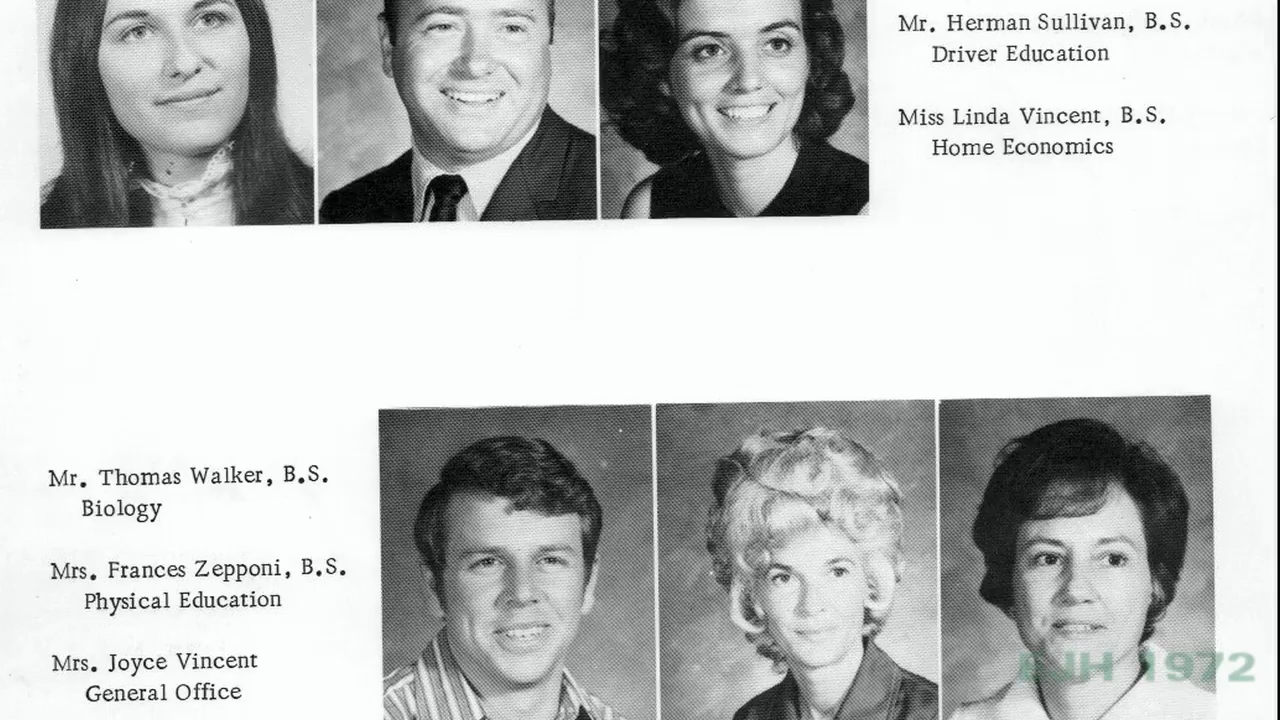 Mr. Herman Sullivan, B.S.
Driver Education
Miss Linda Vincent, B.S.
Home Economics
Mr. Thomas Walker, B.S.
Biology
Mrs. Frances Zepponi, B.S.
Physical Education
Mrs. Joyce Vincent
General Office
1972